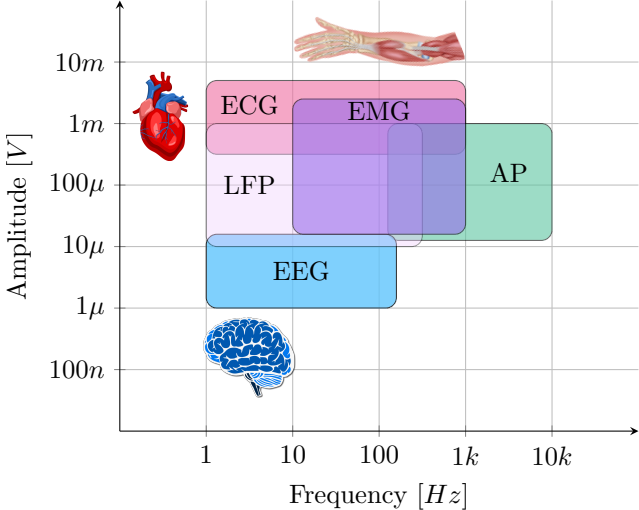 10m
1m
100μ
10μ
1μ
100n
Amplitude [V]
ECG
EMG
LFP
AP
EEG
1
10
100
1k
10k
Frequency [Hz]